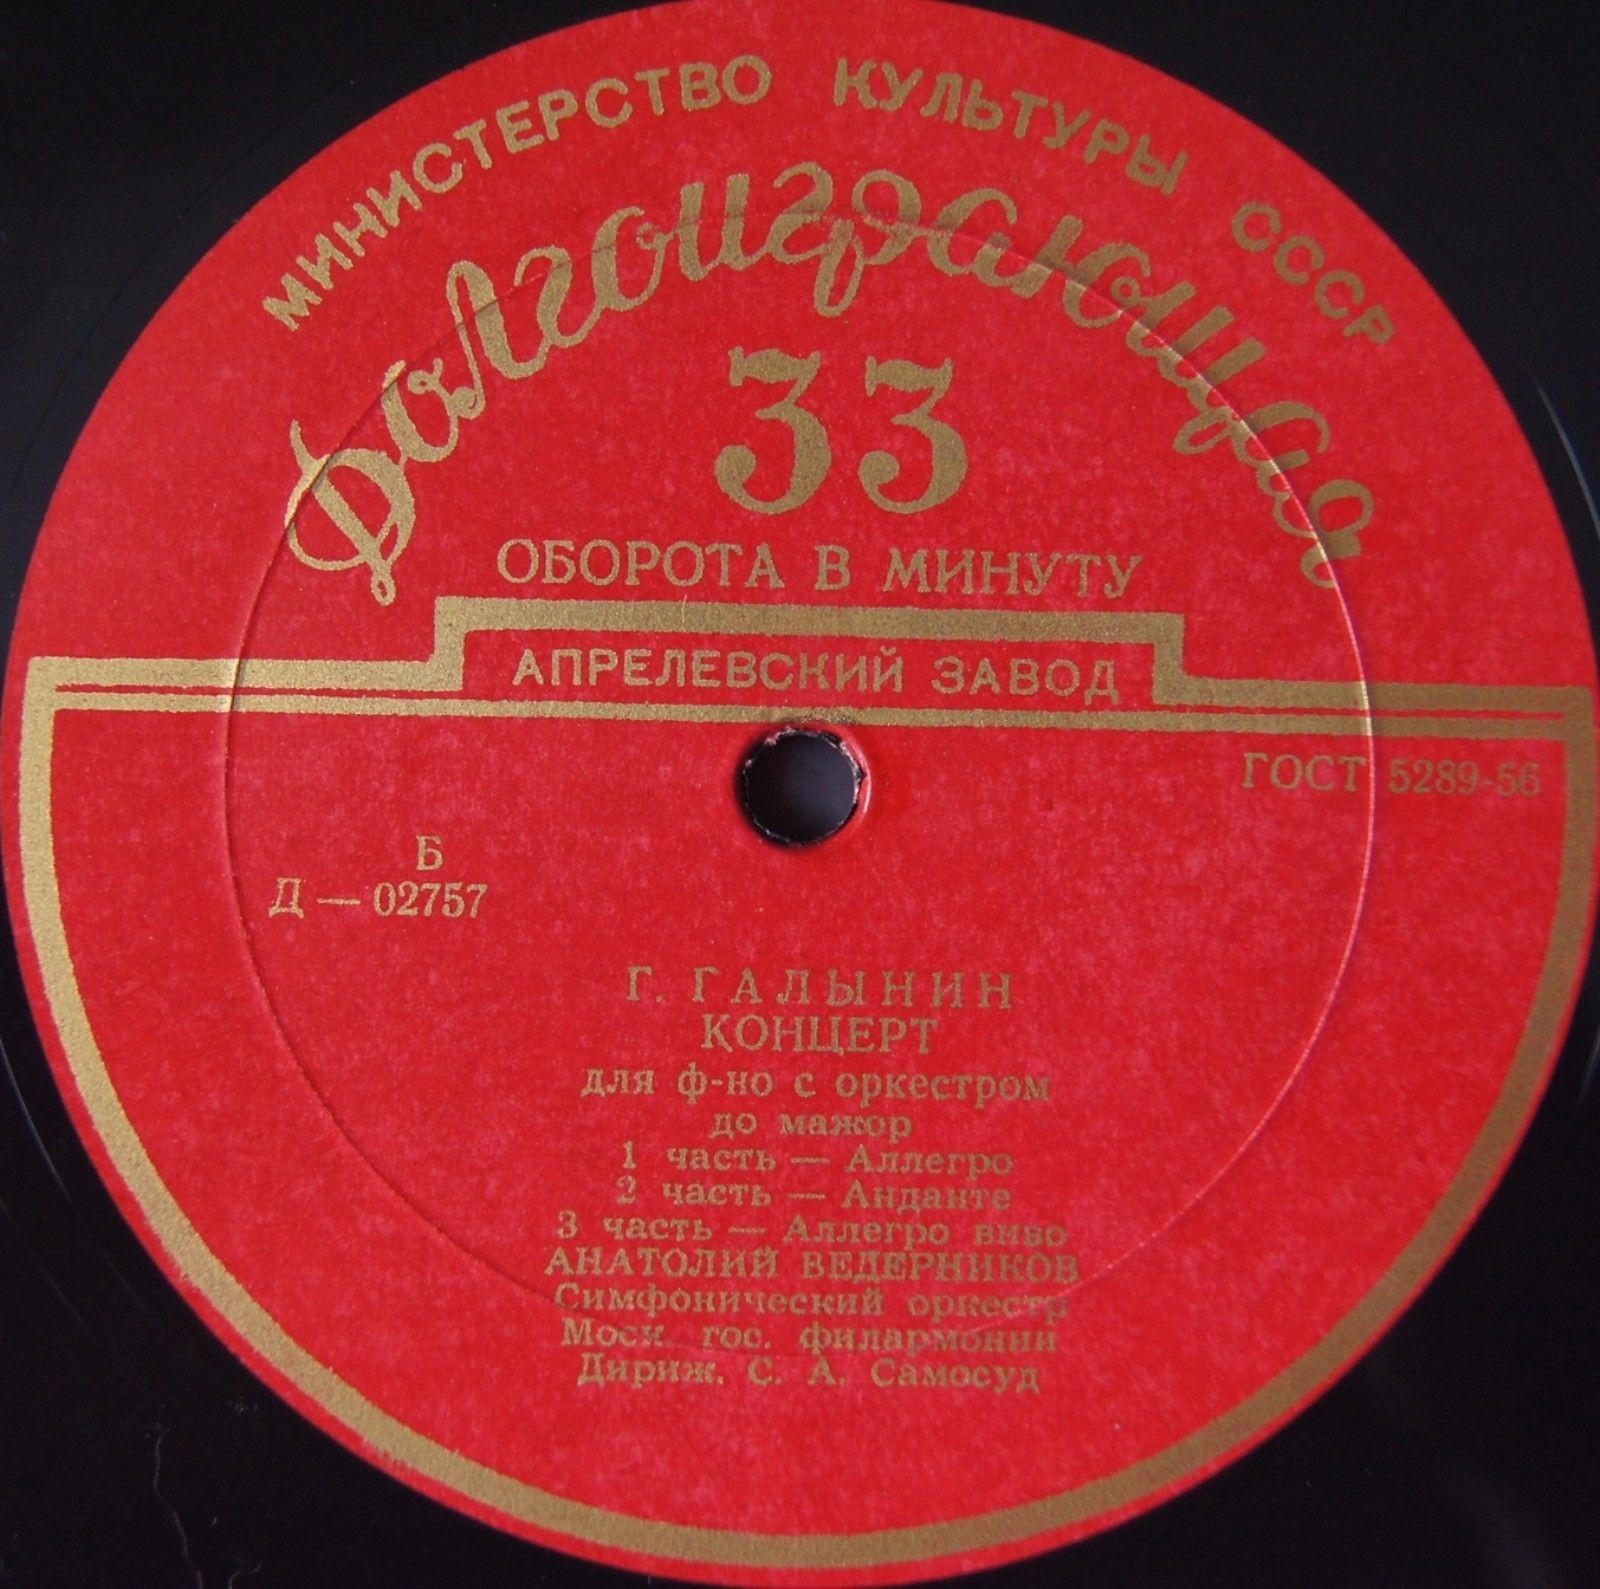 МИНИСТЕРСТВО КУЛЬТУРЫ СССР
Долгоиграющая
33
ОБОРОТА В МИНУТУ
АПРЕЛЕВСКИЙ ЗАВОД
ГОСТ 5289-56
Б
Д — 02757
Г. ГАЛЫНИН
КОНЦЕРТ
для ф-но с оркестром
до мажор
1 часть — Аллегро
2 часть — Анданте
3 часть — Аллегро виво
АНАТОЛИЙ ВЕДЕРНИКОВ
Симфонический оркестр
Моск. гос. филармонии
Дириж. С. А. Самосуд